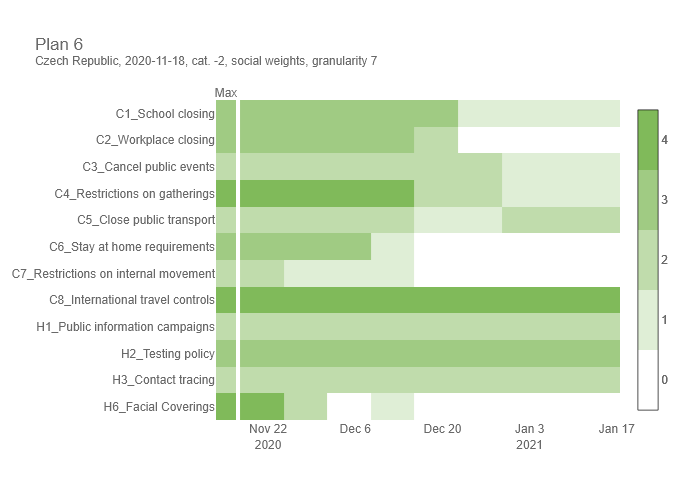 Plan 6
Czech Republic, 2020-11-18, cat. -2, social weights, granularity 7
Max
C1_School closing
C2_Workplace closing
C3_Cancel public events
C4_Restrictions on gatherings
C5_Close public transport
C6_Stay at home requirements
C7_Restrictions on internal movement
C8_International travel controls
H1_Public information campaigns
H2_Testing policy
H3_Contact tracing
H6_Facial Coverings
Nov 22 Dec 6 Dec 20 Jan 3 Jan 17
2020 2021
4
3
2
1
0